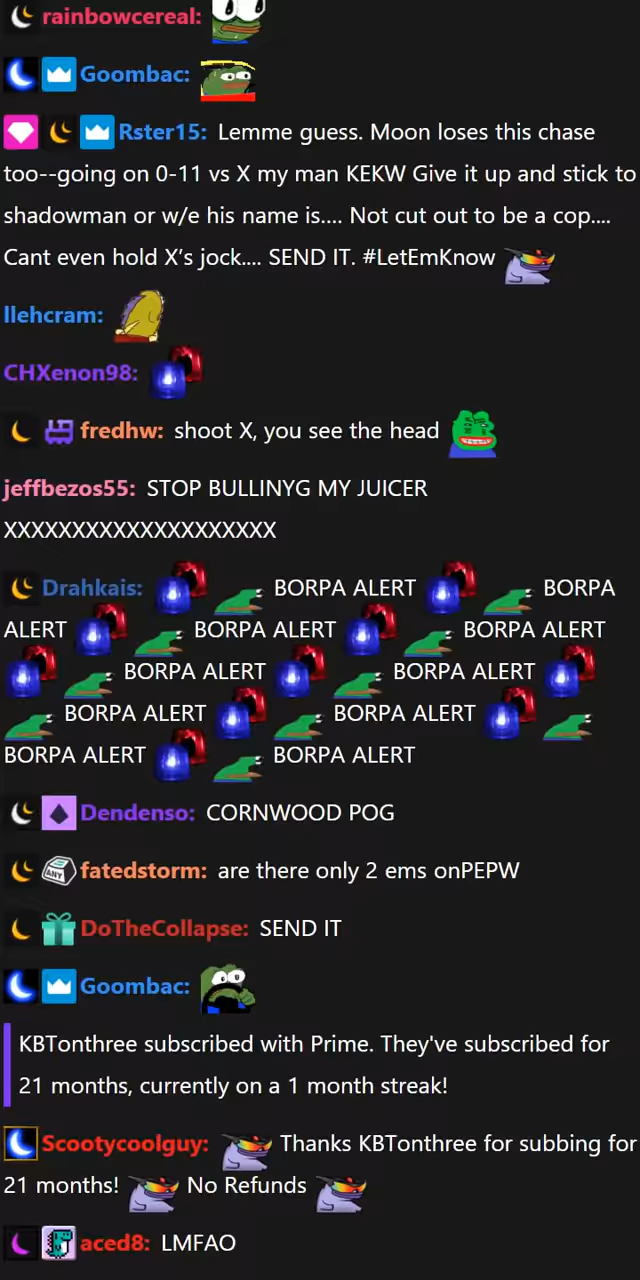 rainbowcereal:
Goombac:
Rster15: Lemme guess. Moon loses this chase
too--going on 0-11 vs X my man KEKW Give it up and stick to
shadowman or w/e his name is.... Not cut out to be a cop....
Cant even hold X's jock.... SEND IT. #LetEmKnow
llehcram:
CHXenon98:
fredhw: shoot X, you see the head
jeffbezos55: STOP BULLINYG MY JUICER
XXXXXXXXXXXXXXXXXXXX
Drahkais: BORPA ALERT BORPA
ALERT BORPA ALERT BORPA ALERT
BORPA ALERT BORPA ALERT
BORPA ALERT BORPA ALERT
BORPA ALERT BORPA ALERT
Dendenso: CORNWOOD POG
ANY fatedstorm: are there only 2 ems onPEPW
DoTheCollapse: SEND IT
Goombac:
KBTonthree subscribed with Prime. They've subscribed for
21 months, currently on a 1 month streak!
Scootycoolguy: Thanks KBTonthree for subbing for
21 months! No Refunds
aced8: LMFAO